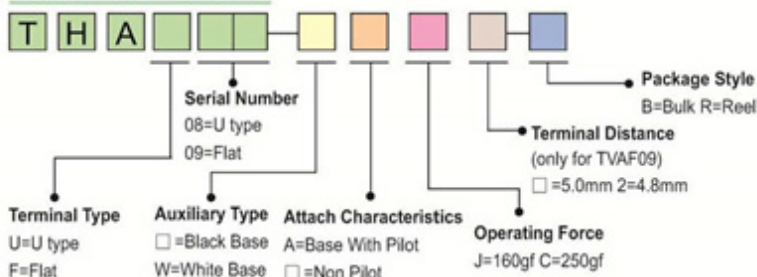 T H A
Serial Number
08=U type
09=Flat
Package Style
B=Bulk R=Reel
Terminal Distance
(only for TVAF09)
□ =5.0mm 2=4.8mm
Terminal Type
U=U type
F=Flat
Auxiliary Type
□ =Black Base
W=White Base
Attach Characteristics
A=Base With Pilot
□ =Non Pilot
Operating Force
J=160gf C=250gf